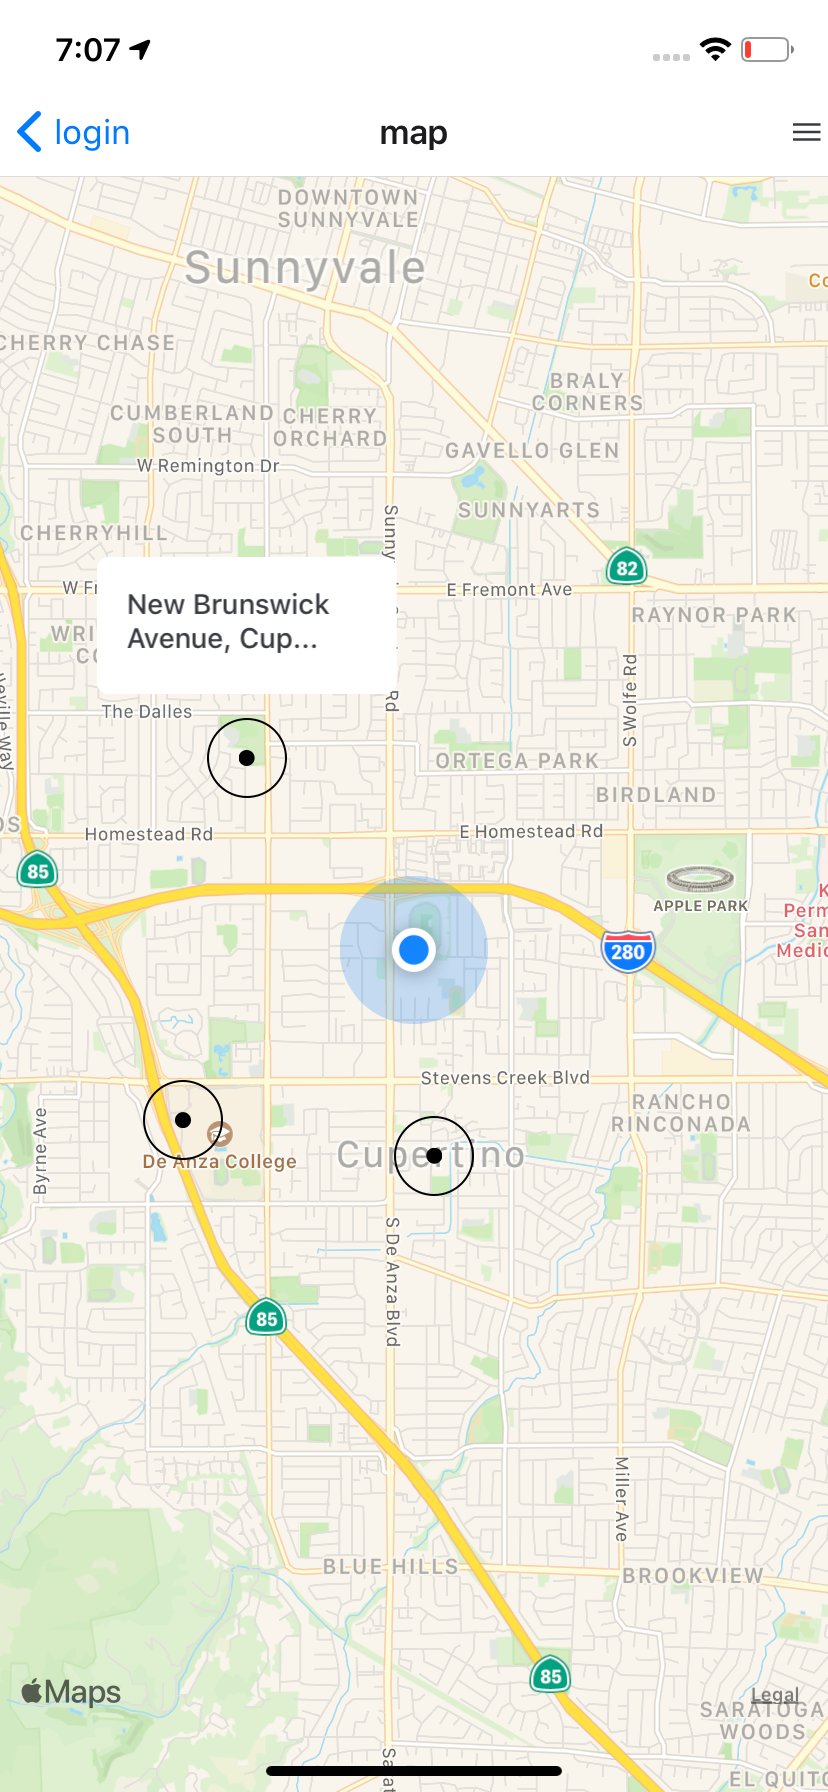 7:07
login
map
DOWNTOWN
SUNNYVALE
Sunnyvale
CHERRY CHASE
BRALY
CORNERS
CUMBERLAND
SOUTH
CHERRY
ORCHARD
GAVELLO GLEN
W Remington Dr
SUNNYARTS
CHERRYHILL
Sunny
82
W Fr
E Fremont Ave
New Brunswick
Avenue, Cup...
RAYNOR PARK
WRI
Rd
S Wolfe Rd
The Dalles
ORTEGA PARK
BIRDLAND
Homestead Rd
E Homestead Rd
85
APPLE PARK
K
Perm
San
Medic
280
Stevens Creek Blvd
RANCHO
RINCONADA
Byrne Ave
De Anza College
Cupertino
S De Anza Blvd
85
Miller Ave
BLUE HILLS
BROOKVIEW
85
Maps
Legal
SARATOGA
WOODS
EL QUITO